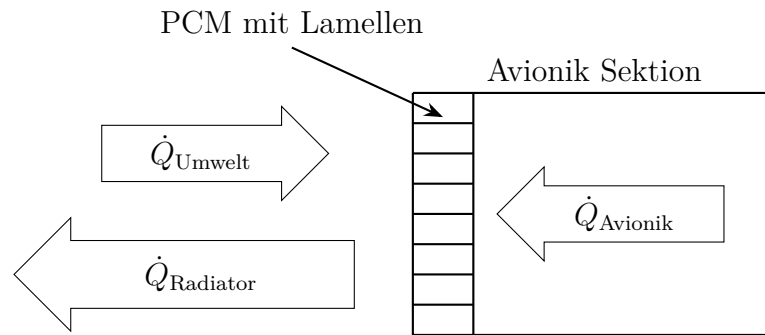 PCM mit Lamellen
Avionik Sektion
Q̇Umwelt
Q̇Avionik
Q̇Radiator